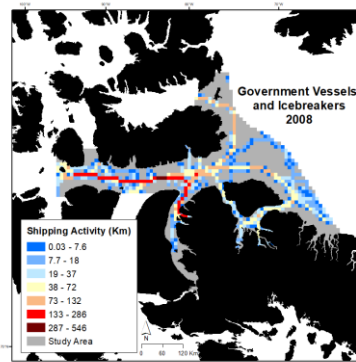 Government Vessels
and Icebreakers
2008
Shipping Activity (Km)
0.03 - 7.6
7.7 - 18
19 - 37
38 - 72
73 - 132
133 - 286
287 - 546
Study Area
N
0
120 Km